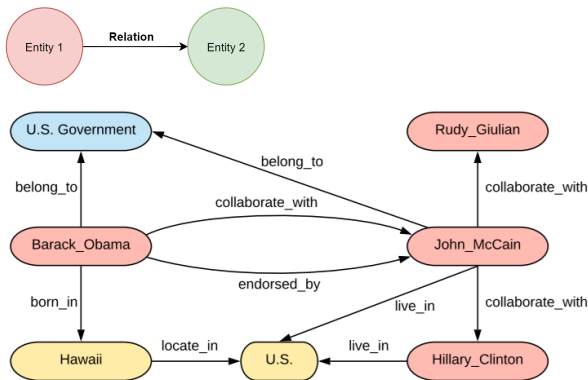 Relation
Entity 1
Entity 2
U.S. Government
Rudy_Giulian
belong_to
belong_to
collaborate_with
collaborate_with
Barack_Obama
John_McCain
endorsed_by
born_in
live_in
collaborate_with
Hawaii
locate_in
U.S.
live_in
Hillary_Clinton